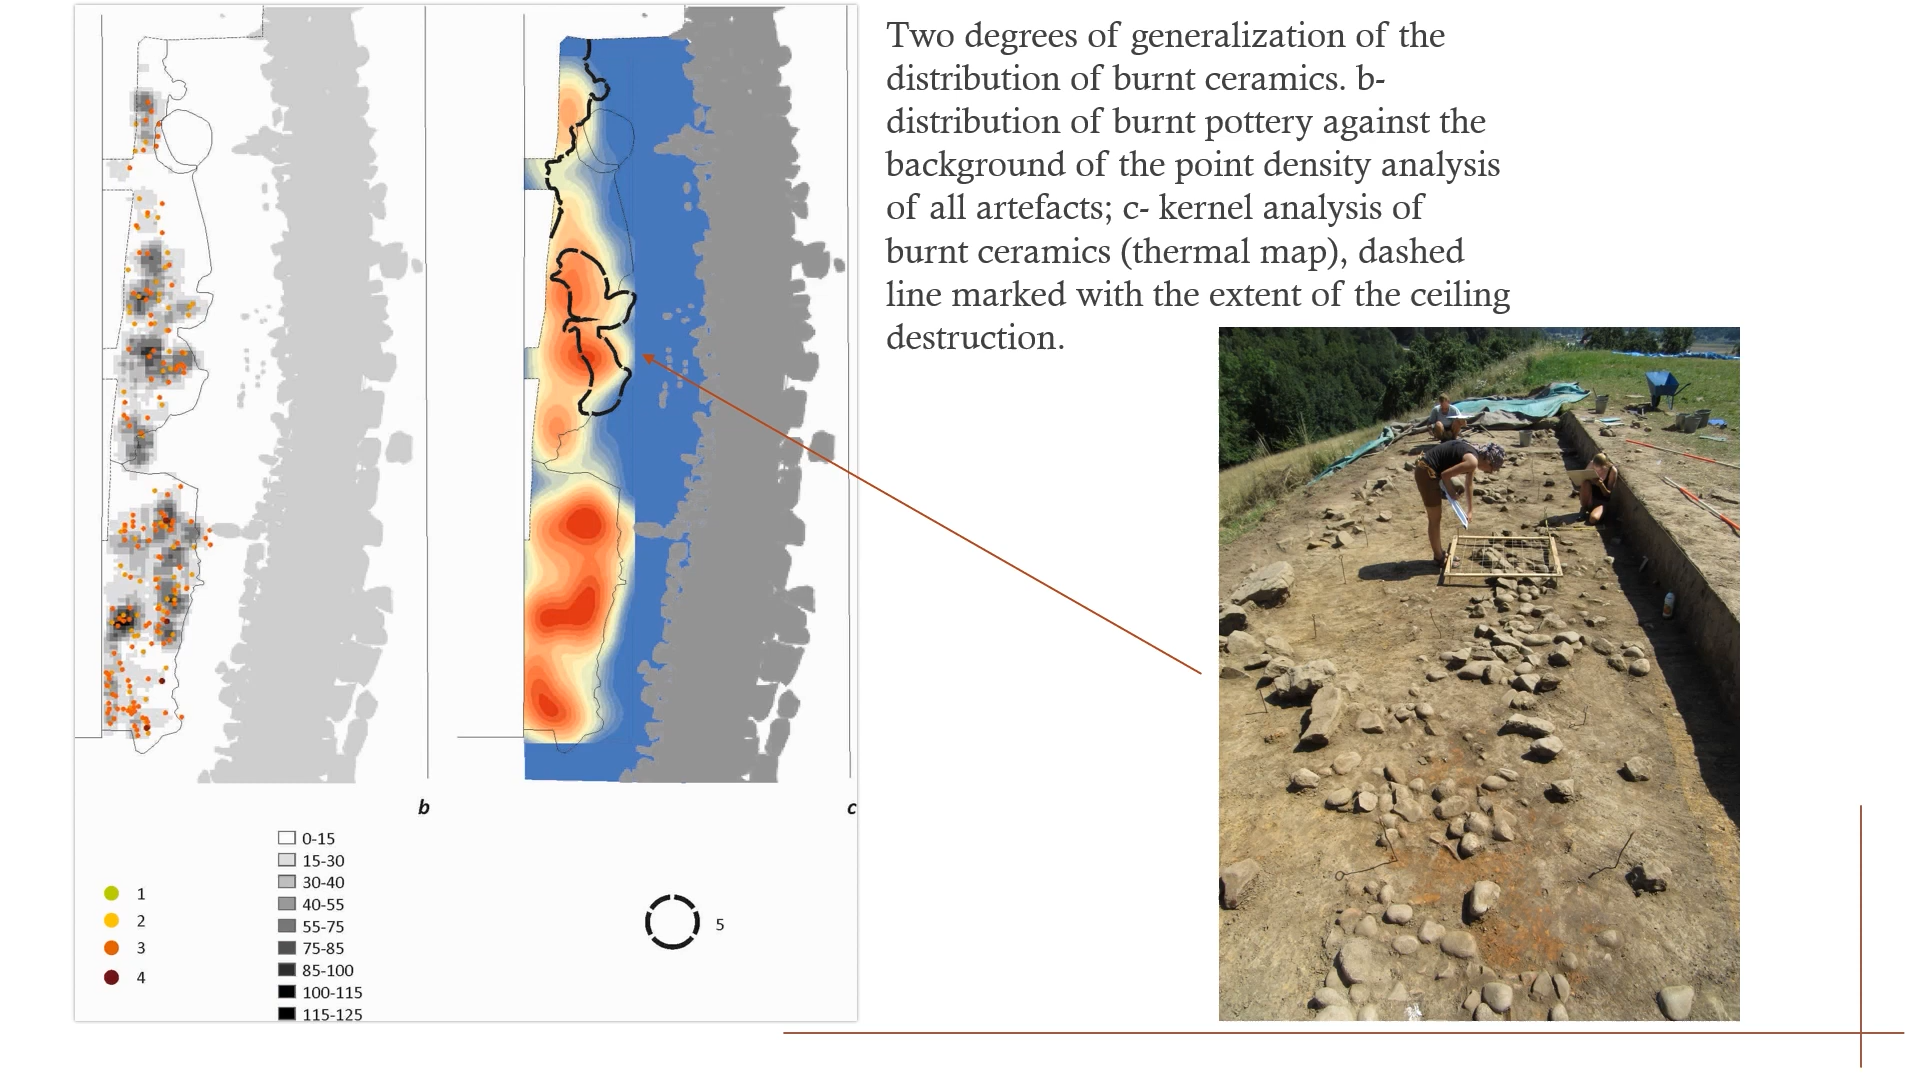 Two degrees of generalization of the
distribution of burnt ceramics. b-
distribution of burnt pottery against the
background of the point density analysis
of all artefacts; c- kernel analysis of
burnt ceramics (thermal map), dashed
line marked with the extent of the ceiling
destruction.
b
c
1
2
3
4
0-15
15-30
30-40
40-55
55-75
75-85
85-100
100-115
115-125
5